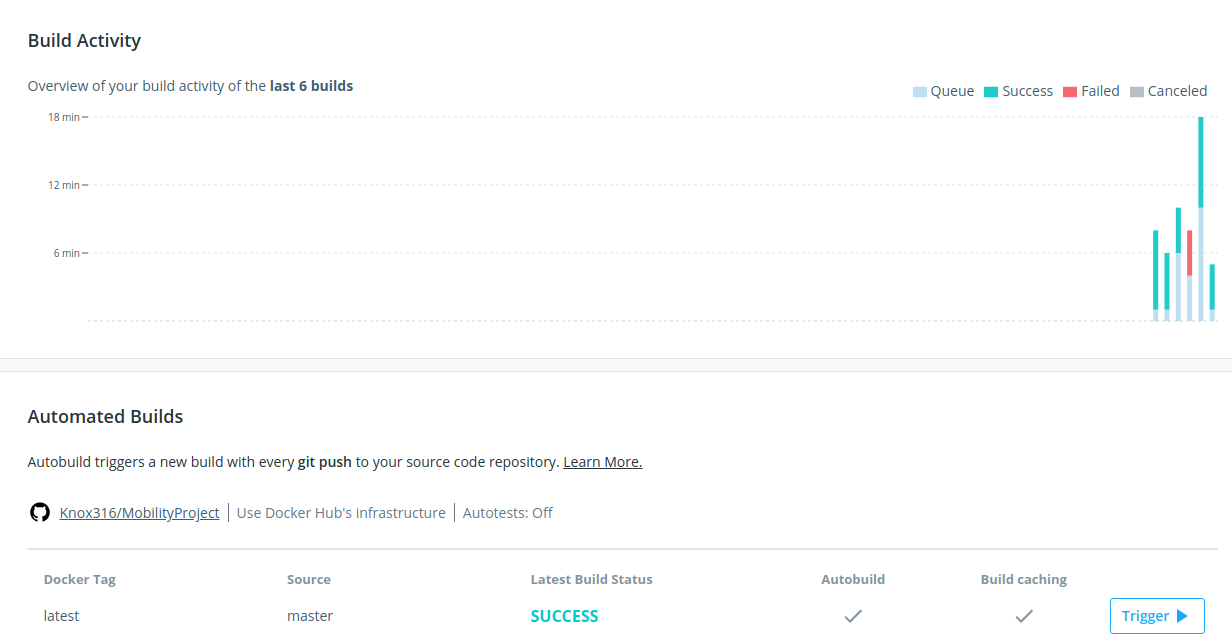 Build Activity
Overview of your build activity of the last 6 builds
Queue Success Failed Canceled
18 min
12 min
6 min
Automated Builds
Autobuild triggers a new build with every git push to your source code repository. Learn More.
Knox316/MobilityProject Use Docker Hub's infrastructure Autotests: Off
Docker Tag Source Latest Build Status Autobuild Build caching
latest master SUCCESS Trigger